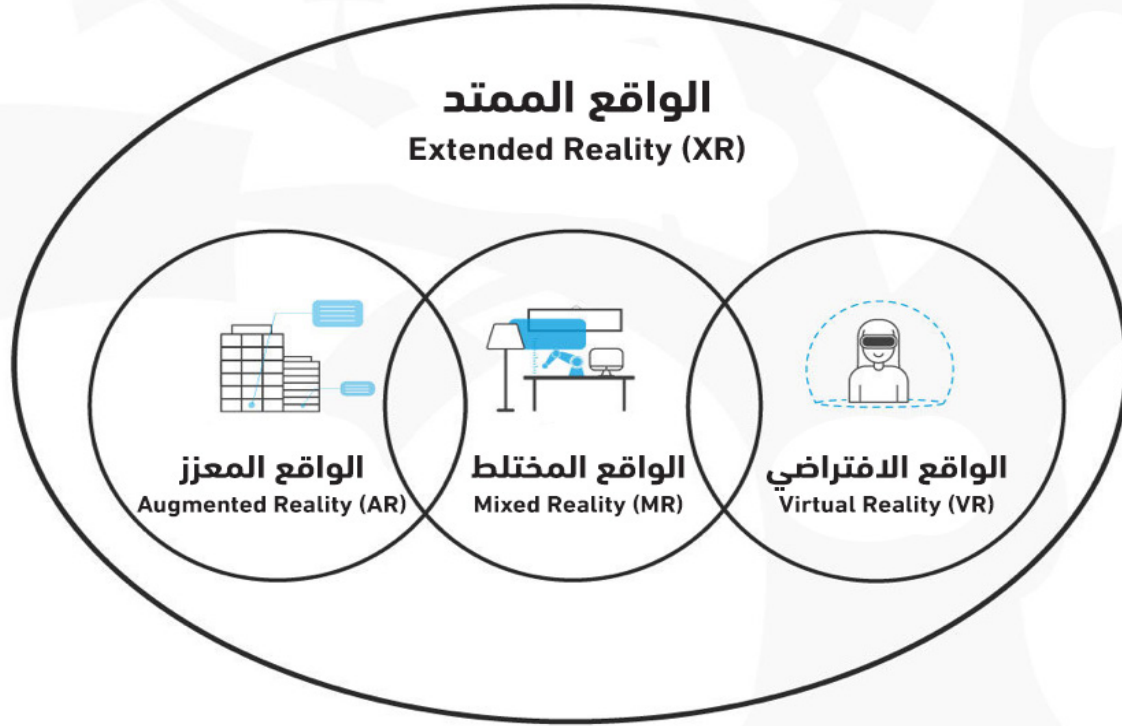 الواقع الممتد
Extended Reality (XR)
الواقع الافتراضي
Virtual Reality (VR)
الواقع المختلط
Mixed Reality (MR)
الواقع المعزز
Augmented Reality (AR)